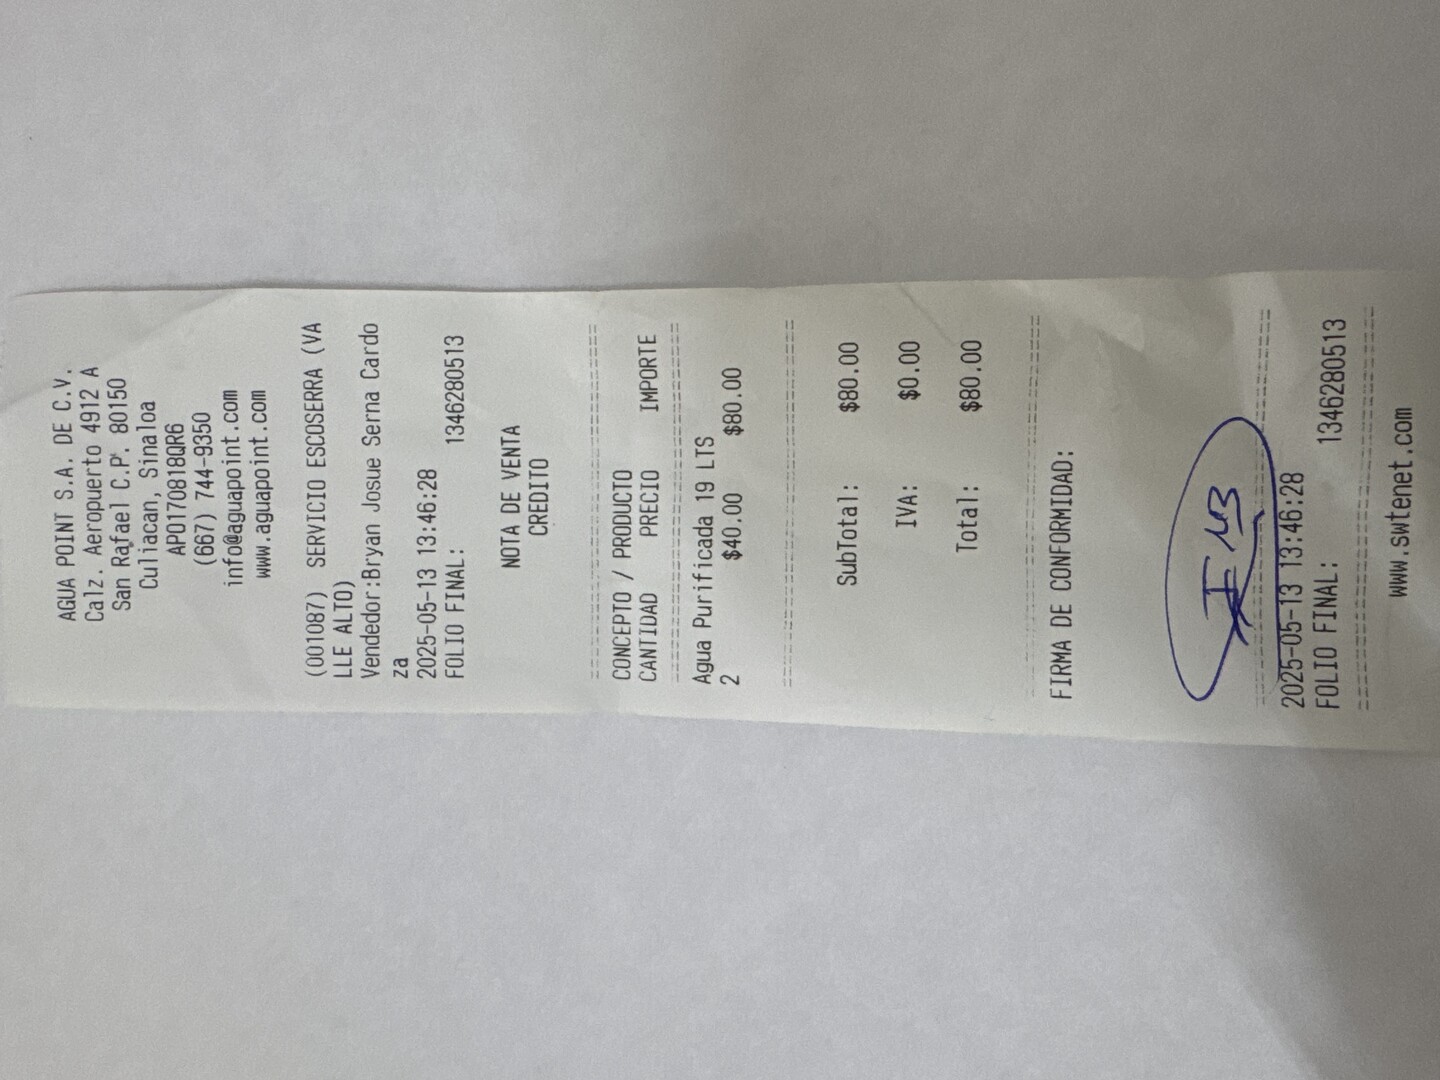 AGUA POINT S.A. DE C.V.
Calz. Aeropuerto 4912 A
San Rafael C.P. 80150
Culiacan, Sinaloa
APO170818QR6
(667) 744-9350
info@aguapoint.com
www.aguapoint.com
(001087) SERVICIO ESCOSERRA (VA
LLE ALTO)
Vendedor:Bryan Josue Serna Cardo
za
2025-05-13 13:46:28
FOLIO FINAL: 1346280513
NOTA DE VENTA
CREDITO
CONCEPTO / PRODUCTO
CANTIDAD PRECIO IMPORTE
Agua Purificada 19 LTS
2 $40.00 $80.00
SubTotal: $80.00
IVA: $0.00
Total: $80.00
FIRMA DE CONFORMIDAD:
2025-05-13 13:46:28
FOLIO FINAL: 1346280513
www.swtenet.com